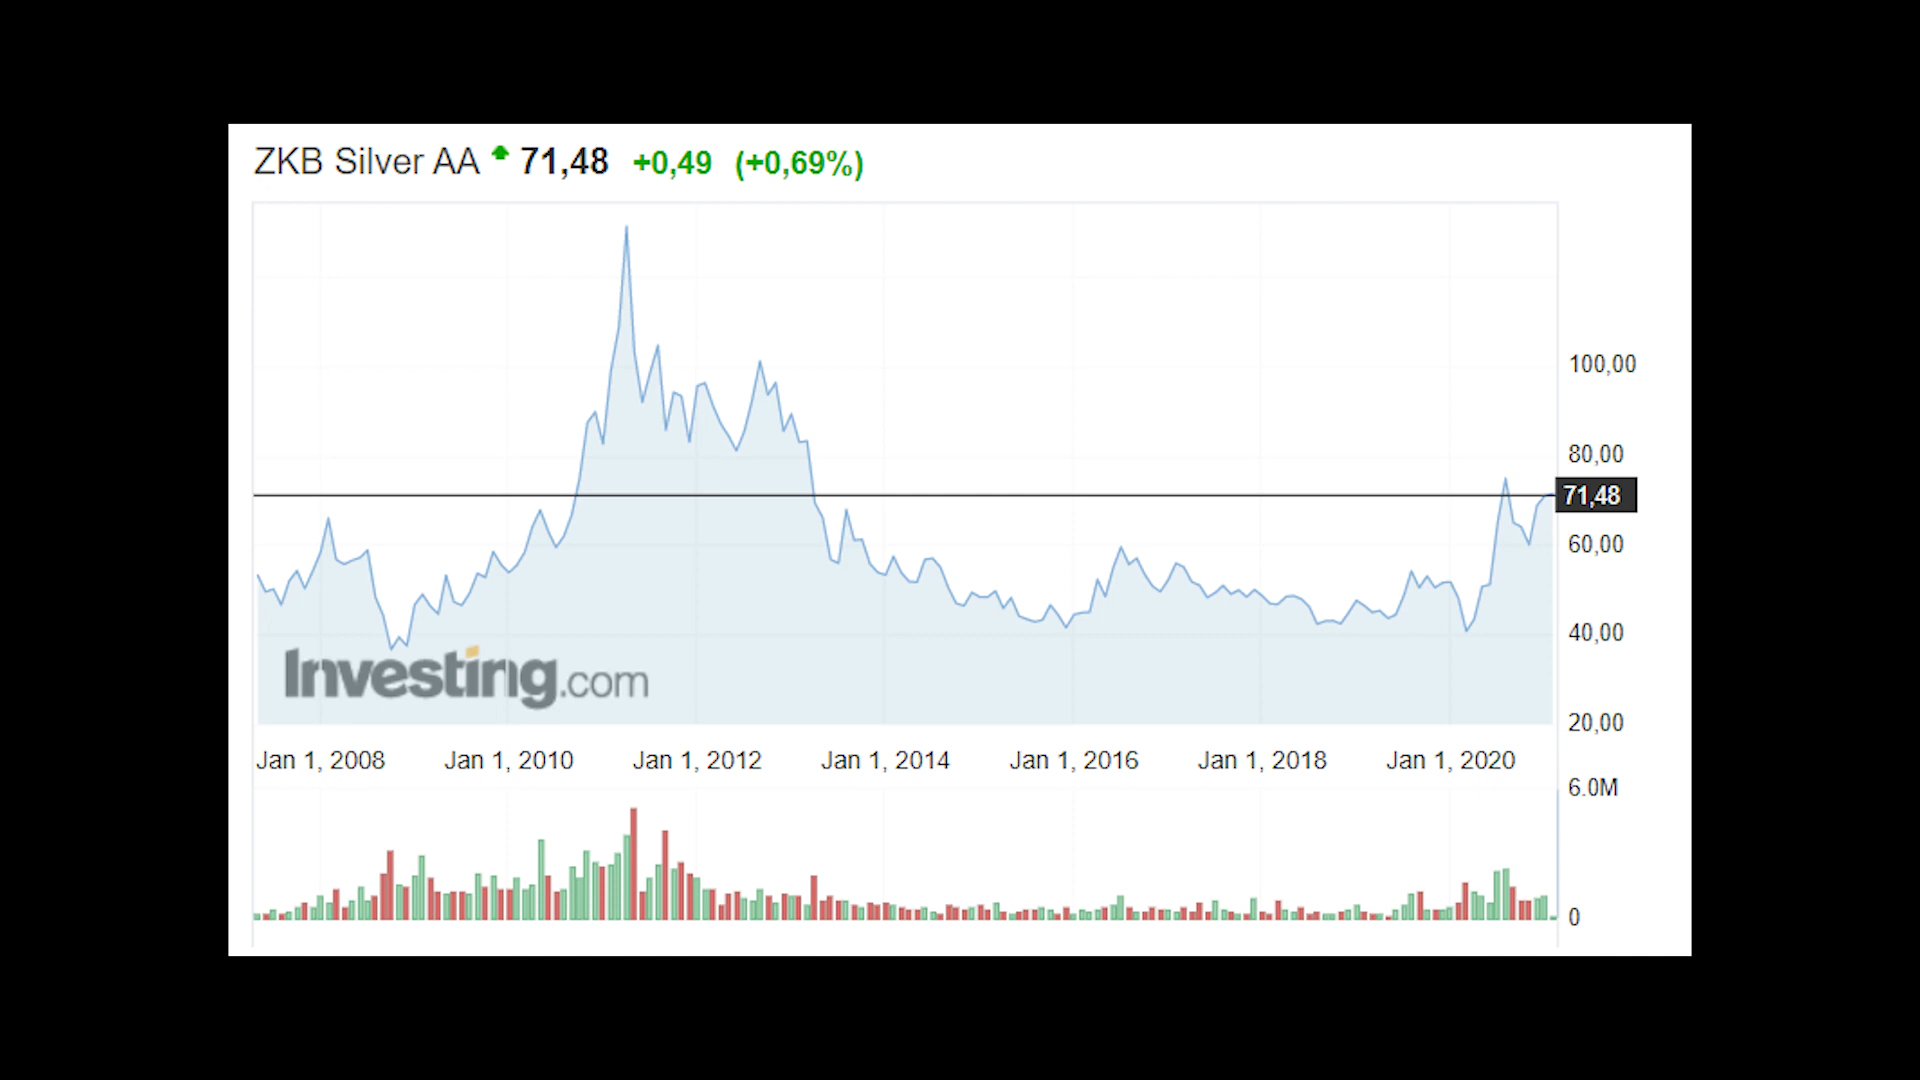 ZKB Silver AA 71,48 +0,49 (+0,69%)
100,00
80,00
71,48
60,00
40,00
Investing.com
20,00
Jan 1, 2008 Jan 1, 2010 Jan 1, 2012 Jan 1, 2014 Jan 1, 2016 Jan 1, 2018 Jan 1, 2020
6.0M
0